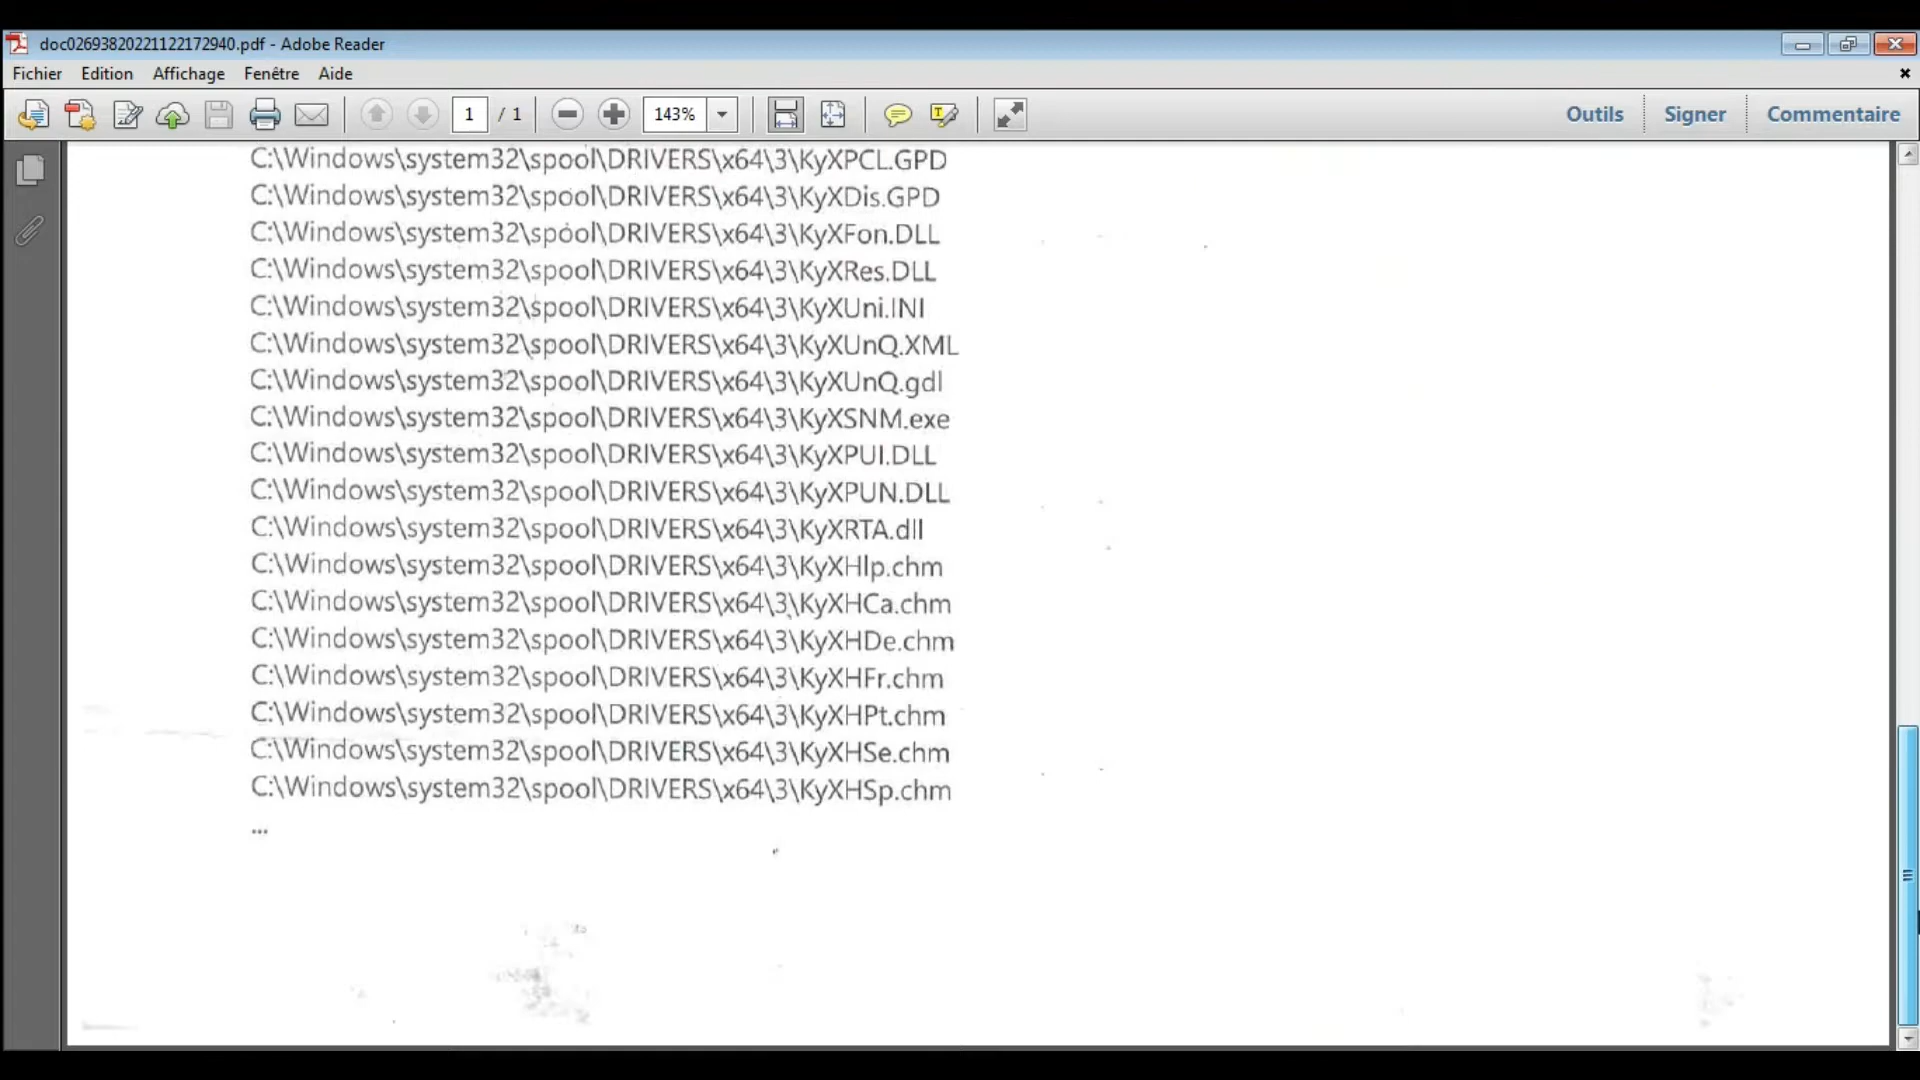 doc02693820221122172940.pdf - Adobe Reader
Fichier Edition Affichage Fenêtre Aide
1 / 1 143% Outils Signer Commentaire
C:\Windows\system32\spool\DRIVERS\x64\3\KyXPCL.GPD
C:\Windows\system32\spool\DRIVERS\x64\3\KyXDis.GPD
C:\Windows\system32\spool\DRIVERS\x64\3\KyXFon.DLL
C:\Windows\system32\spool\DRIVERS\x64\3\KyXRes.DLL
C:\Windows\system32\spool\DRIVERS\x64\3\KyXUni.INI
C:\Windows\system32\spool\DRIVERS\x64\3\KyXUnQ.XML
C:\Windows\system32\spool\DRIVERS\x64\3\KyXUnQ.gdl
C:\Windows\system32\spool\DRIVERS\x64\3\KyXSNM.exe
C:\Windows\system32\spool\DRIVERS\x64\3\KyXPUI.DLL
C:\Windows\system32\spool\DRIVERS\x64\3\KyXPUN.DLL
C:\Windows\system32\spool\DRIVERS\x64\3\KyXRTA.dll
C:\Windows\system32\spool\DRIVERS\x64\3\KyXHlp.chm
C:\Windows\system32\spool\DRIVERS\x64\3\KyXHCa.chm
C:\Windows\system32\spool\DRIVERS\x64\3\KyXHDe.chm
C:\Windows\system32\spool\DRIVERS\x64\3\KyXHFr.chm
C:\Windows\system32\spool\DRIVERS\x64\3\KyXHPt.chm
C:\Windows\system32\spool\DRIVERS\x64\3\KyXHSe.chm
C:\Windows\system32\spool\DRIVERS\x64\3\KyXHSp.chm
...